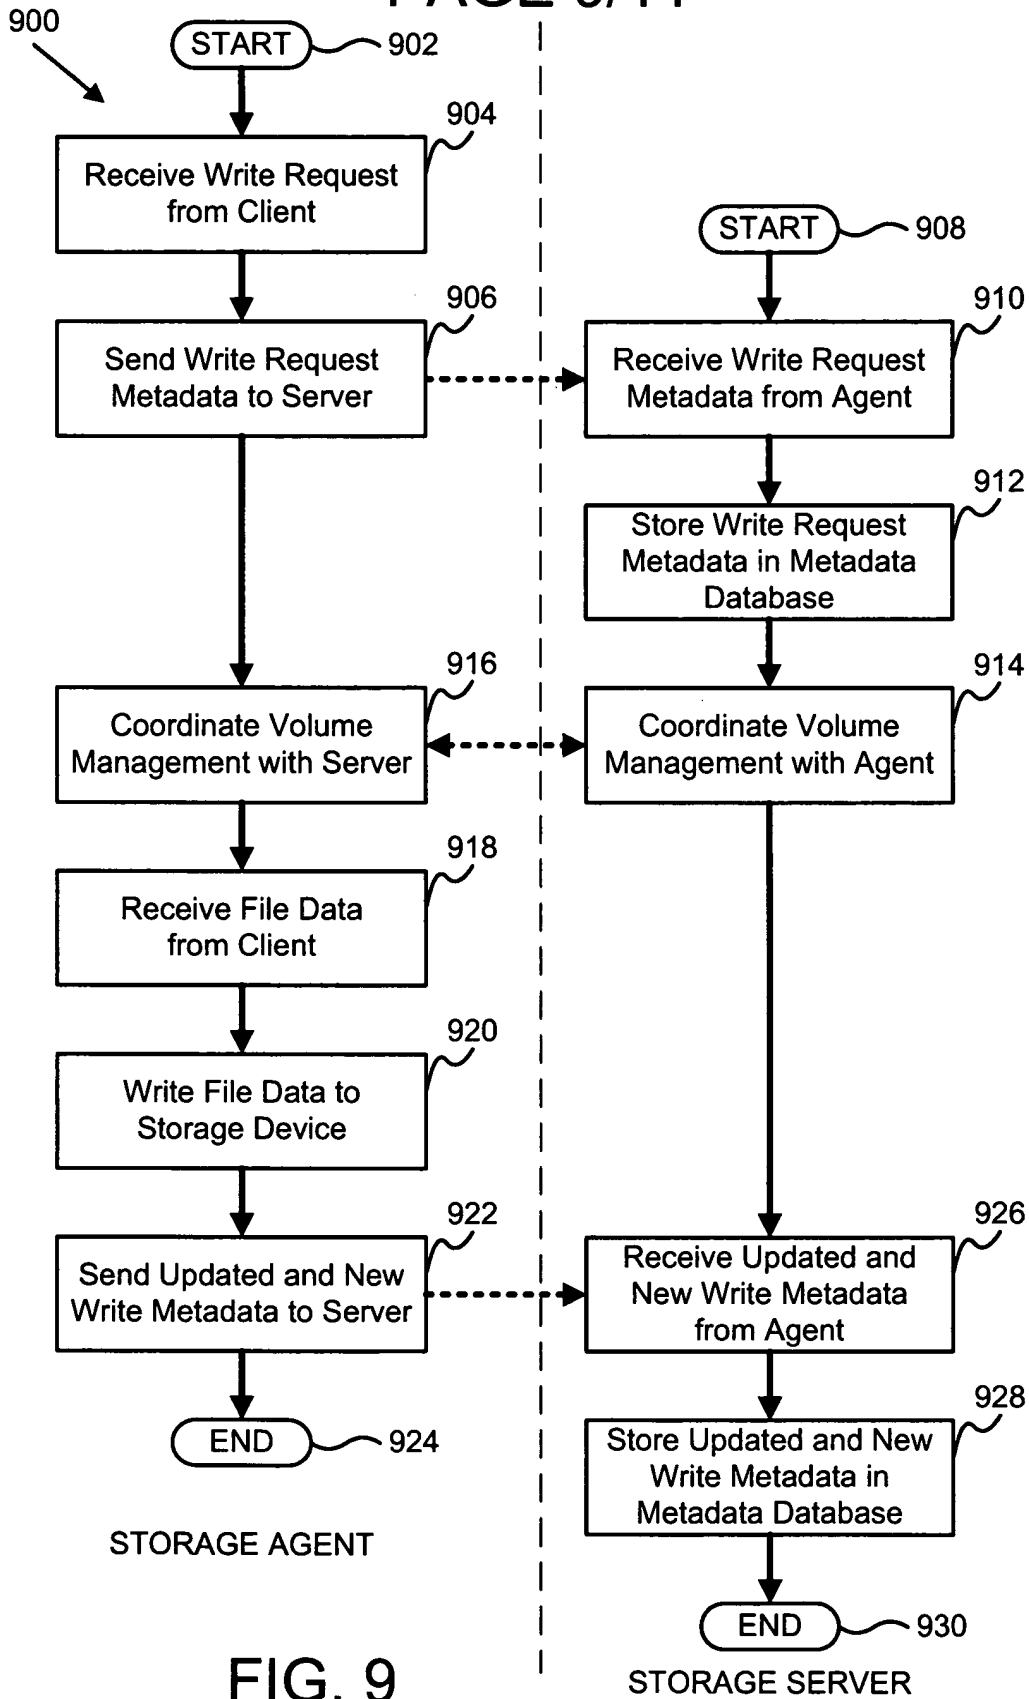 900
START
902
904
Receive Write Request
from Client
START
908
906
Send Write Request
Metadata to Server
910
Receive Write Request
Metadata from Agent
912
Store Write Request
Metadata in Metadata
Database
916
Coordinate Volume
Management with Server
914
Coordinate Volume
Management with Agent
918
Receive File Data
from Client
920
Write File Data to
Storage Device
922
Send Updated and New
Write Metadata to Server
926
Receive Updated and
New Write Metadata
from Agent
END
924
928
Store Updated and New
Write Metadata in
Metadata Database
STORAGE AGENT
END
930
FIG. 9
STORAGE SERVER